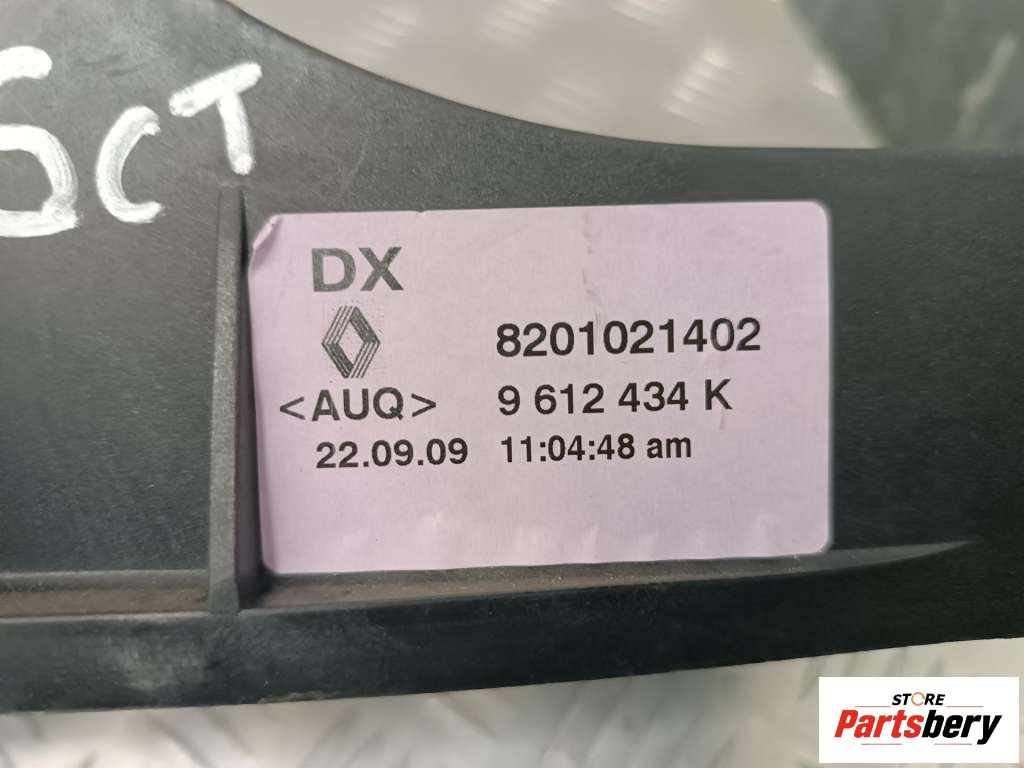 SCT
DX
8201021402
<AUQ> 9 612 434 K
22.09.09 11:04:48 am
STORE
Partsbery